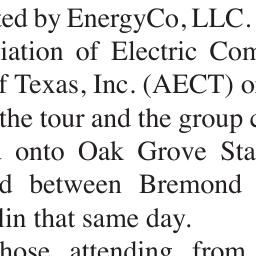 ted by EnergyCo, LLC.
iation of Electric Com
f Texas, Inc. (AECT) o
the tour and the group c
onto Oak Grove Sta
d between Bremond
lin that same day.
hose attending from